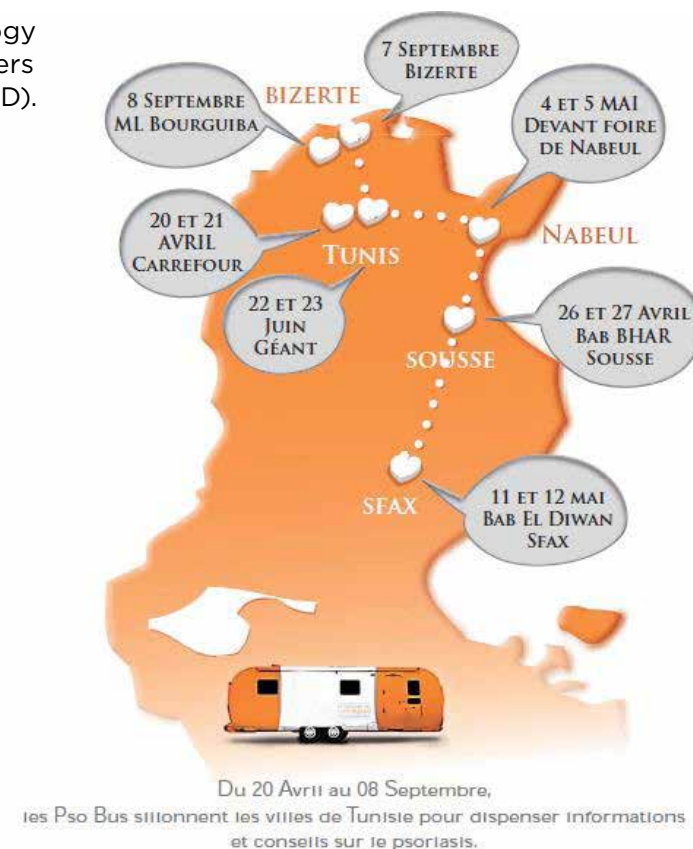 ogy
ers
D).
7 Septembre
Bizerte
8 Septembre
ML Bourguiba
BIZERTE
4 et 5 MAI
Devant foire
de Nabeul
20 et 21
AVRIL
Carrefour
Tunis
Nabeul
22 et 23
Juin
Géant
26 et 27 Avril
Bab BHAR
Sousse
SOUSSE
SFAX
11 et 12 mai
Bab El Diwan
Sfax
Du 20 Avril au 08 Septembre,
les Pso Bus sillonnent les villes de Tunisie pour dispenser informations
et conseils sur le psoriasis.